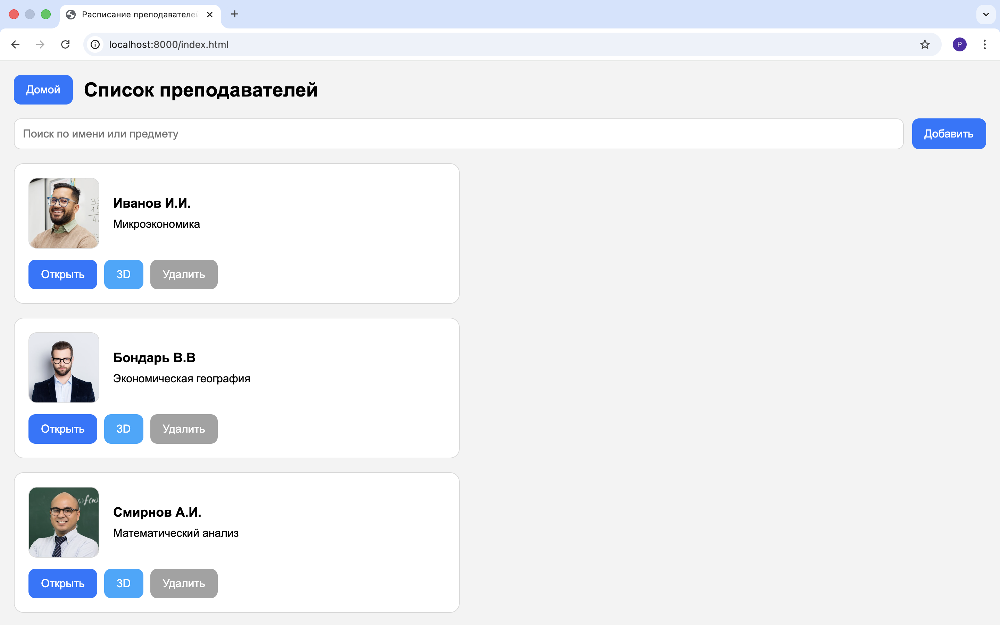 Расписание преподавателей
localhost:8000/index.html
P
Домой
Список преподавателей
Поиск по имени или предмету
Добавить
Иванов И.И.
Микроэкономика
Открыть
3D
Удалить
Бондарь В.В
Экономическая география
Открыть
3D
Удалить
f(x)
Смирнов А.И.
Математический анализ
Открыть
3D
Удалить